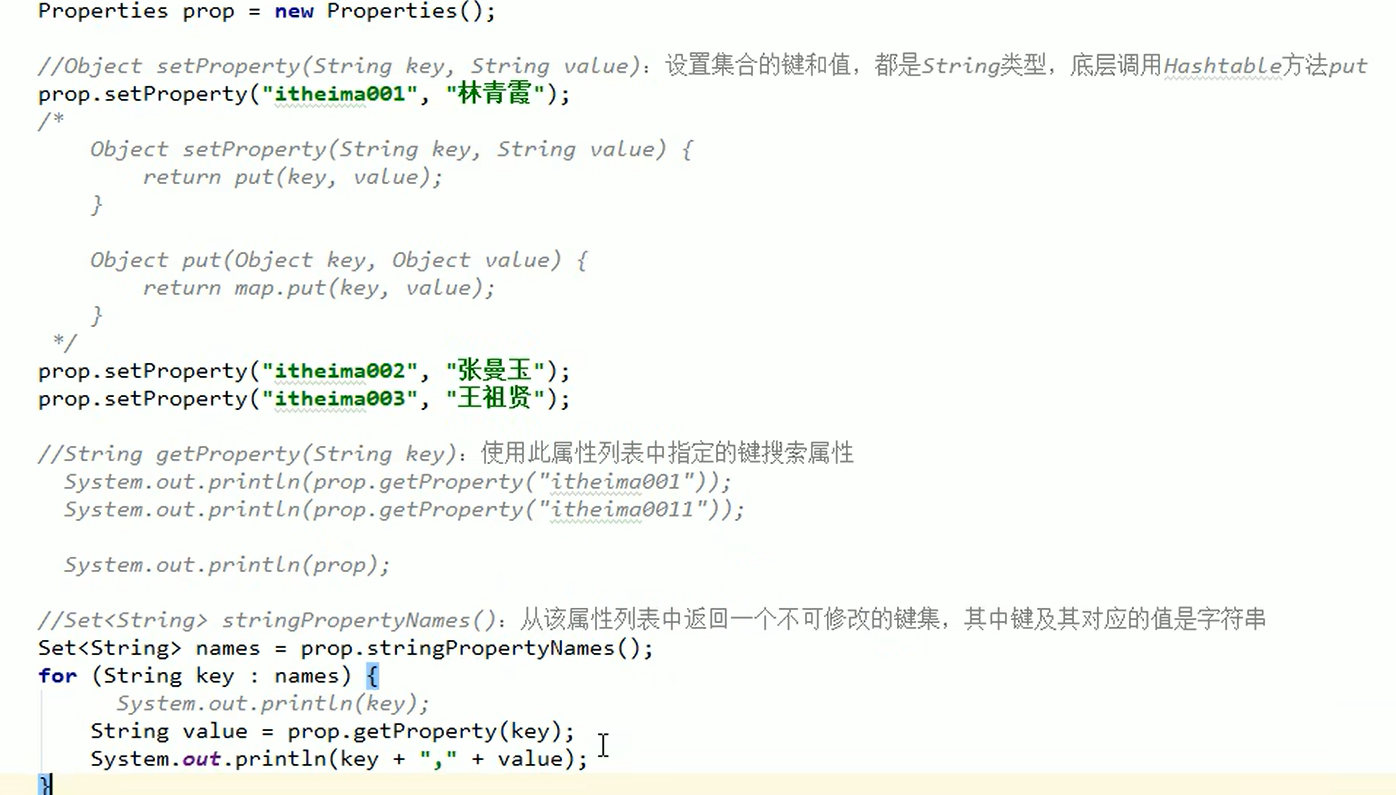 Properties prop = new Properties();
//Object setProperty(String key, String value)：设置集合的键和值，都是String类型，底层调用Hashtable方法put
prop.setProperty("itheima001", "林青霞");
/*
Object setProperty(String key, String value) {
return put(key, value);
}
Object put(Object key, Object value) {
return map.put(key, value);
}
*/
prop.setProperty("itheima002", "张曼玉");
prop.setProperty("itheima003", "王祖贤");
//String getProperty(String key)：使用此属性列表中指定的键搜索属性
System.out.println(prop.getProperty("itheima001"));
System.out.println(prop.getProperty("itheima0011"));
System.out.println(prop);
//Set<String> stringPropertyNames()：从该属性列表中返回一个不可修改的键集，其中键及其对应的值是字符串
Set<String> names = prop.stringPropertyNames();
for (String key : names) {
System.out.println(key);
String value = prop.getProperty(key);
System.out.println(key + "," + value);
}